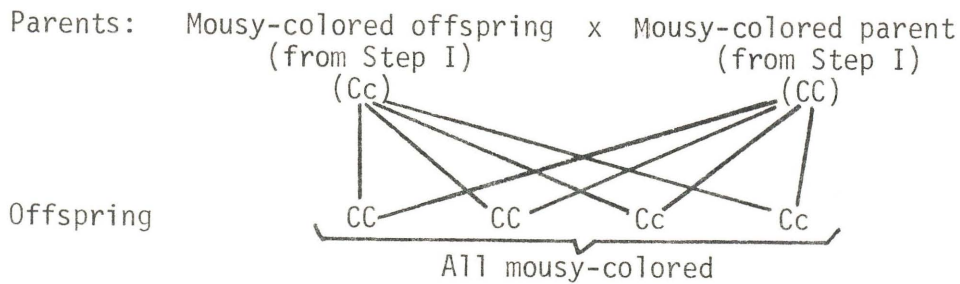 Parents: Mousy-colored offspring x Mousy-colored parent
(from Step I) (from Step I)
(Cc) (CC)
Offspring CC CC Cc Cc
All mousy-colored